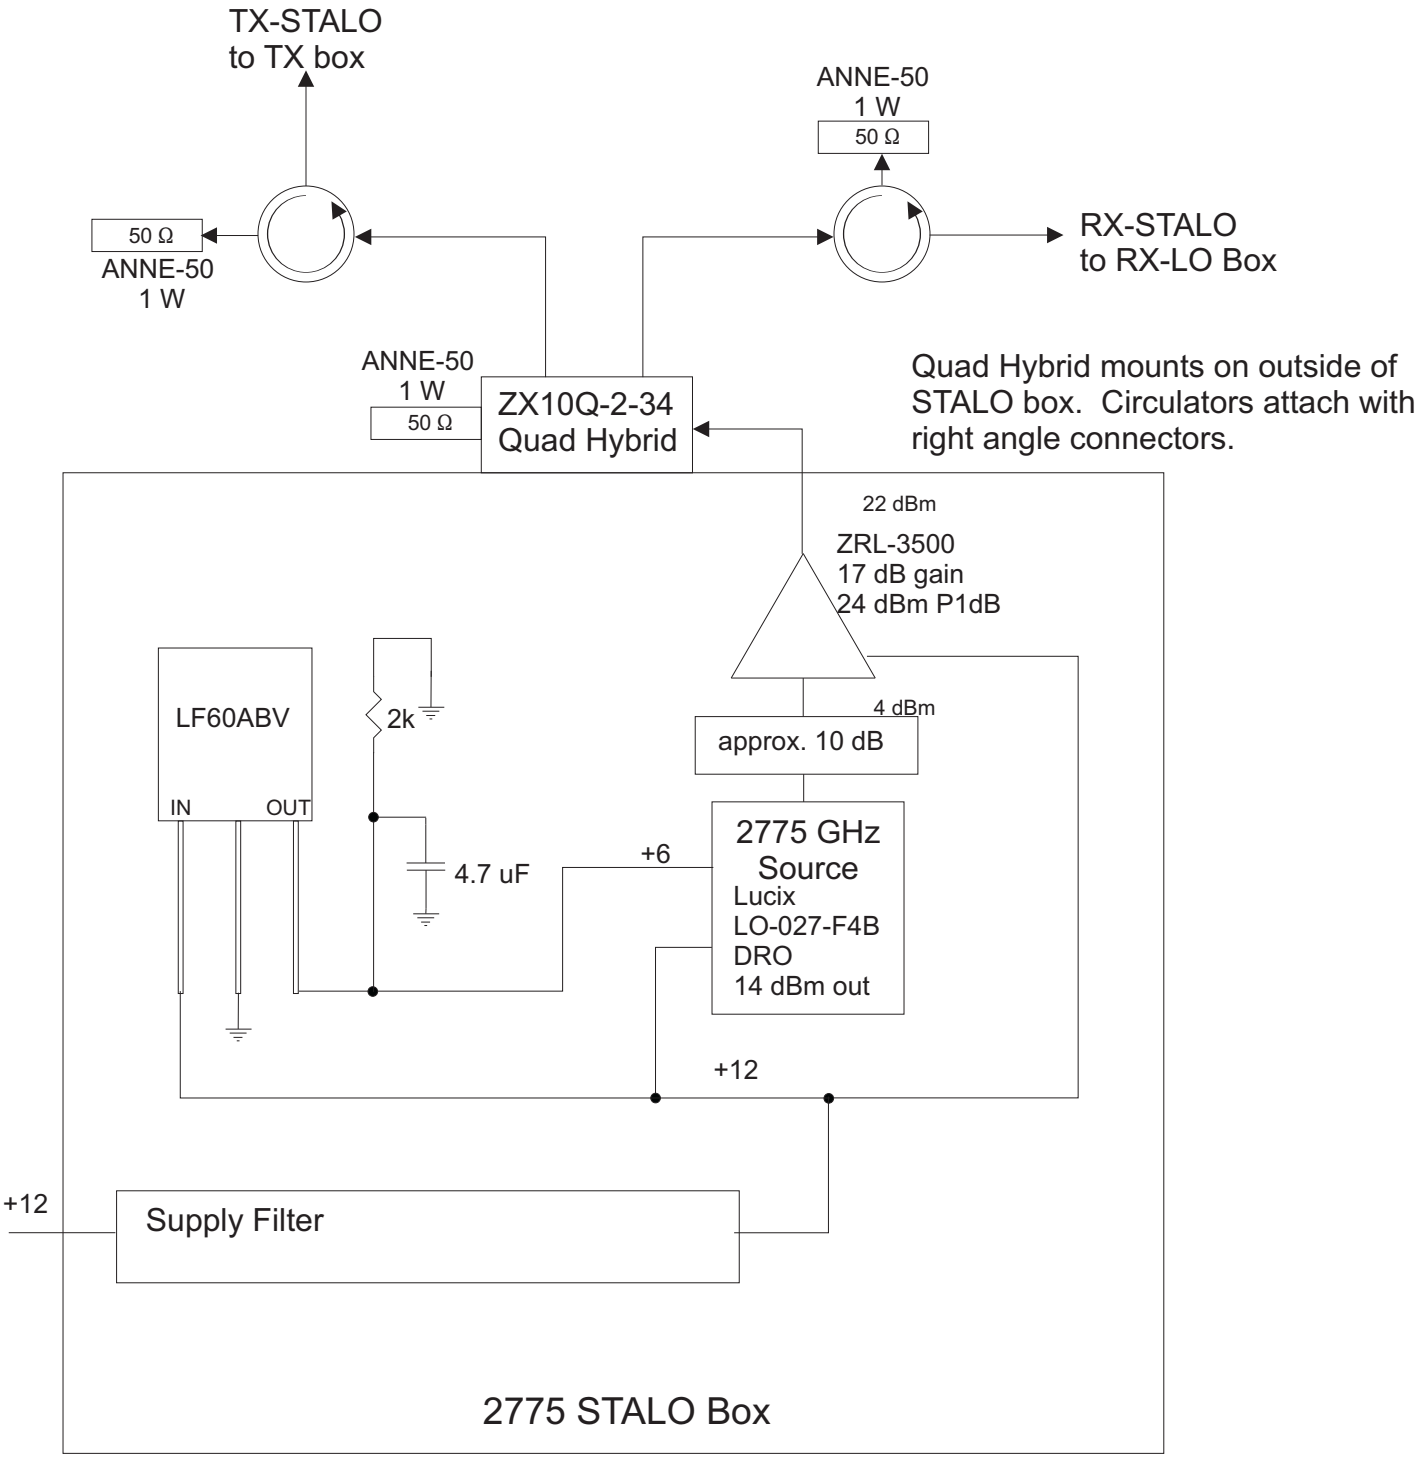 TX-STALO
to TX box
ANNE-50
1 W
50 Ω
50 Ω
ANNE-50
1 W
RX-STALO
to RX-LO Box
ANNE-50
1 W
50 Ω
ZX10Q-2-34
Quad Hybrid
Quad Hybrid mounts on outside of
STALO box. Circulators attach with
right angle connectors.
22 dBm
ZRL-3500
17 dB gain
24 dBm P1dB
LF60ABV
IN
OUT
2k
4 dBm
approx. 10 dB
4.7 uF
+6
2775 GHz
Source
Lucix
LO-027-F4B
DRO
14 dBm out
+12
+12
Supply Filter
2775 STALO Box